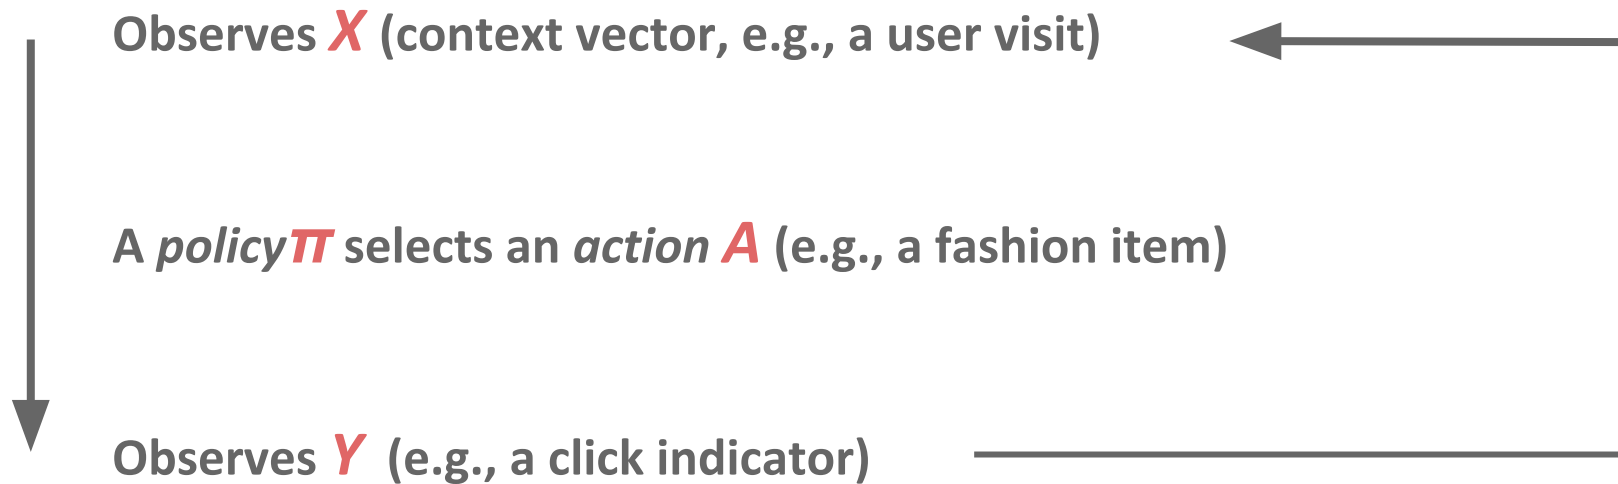 Observes X (context vector, e.g., a user visit)
A policy π selects an action A (e.g., a fashion item)
Observes Y (e.g., a click indicator)